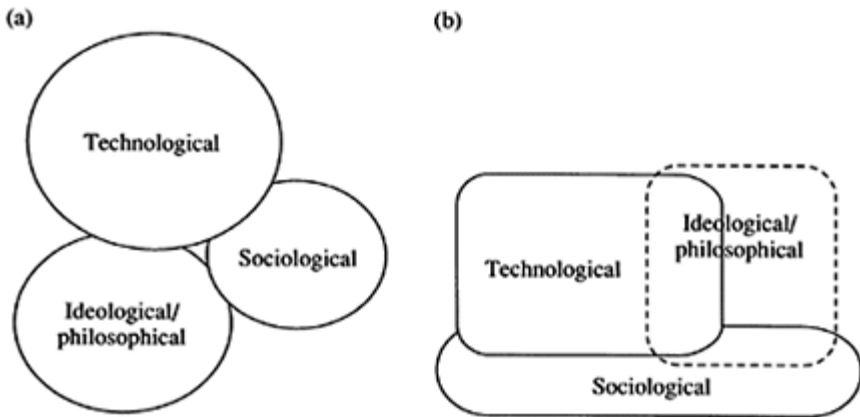 (a)
Technological
Sociological
Ideological/
philosophical
(b)
Ideological/
philosophical
Technological
Sociological